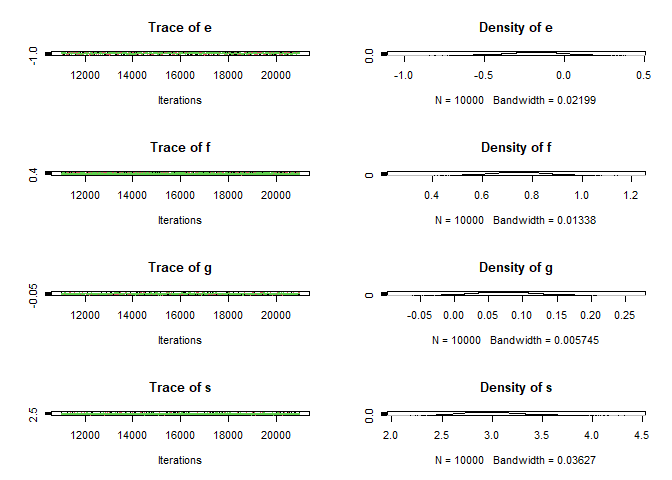 Trace of e
-1.0
12000 14000 16000 18000 20000
Iterations
Density of e
0.0
-1.0 -0.5 0.0 0.5
N = 10000 Bandwidth = 0.02199
Trace of f
0.4
12000 14000 16000 18000 20000
Iterations
Density of f
0
0.4 0.6 0.8 1.0 1.2
N = 10000 Bandwidth = 0.01338
Trace of g
-0.05
12000 14000 16000 18000 20000
Iterations
Density of g
0
-0.05 0.00 0.05 0.10 0.15 0.20 0.25
N = 10000 Bandwidth = 0.005745
Trace of s
2.5
12000 14000 16000 18000 20000
Iterations
Density of s
0.0
2.0 2.5 3.0 3.5 4.0 4.5
N = 10000 Bandwidth = 0.03627